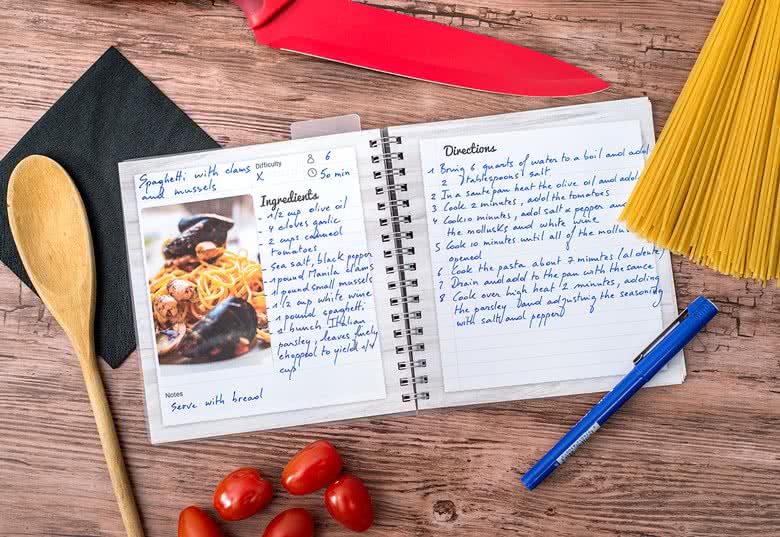 Spaghetti with clams
and mussels
Difficulty
X
6
50 min
Ingredients
- 1/2 cup olive oil
4 cloves garlic
2 cups canned
tomatoes
Sea salt, black pepper
1 pound Manila clams
1 pound small mussels
1/2 cup white wine
1 pound spaghetti
bunch Italian
parsley, leaves finely
chopped to yield 1/4
cup
Notes
Serve with bread
Directions
1 Bring 6 quarts of water to a boil and add
2 tablespoons salt
2 In a saute pan heat the olive oil and add
3 Cook 2 minutes, add the tomatoes
4 Cook 10 minutes, add salt & pepper and
the mollusks and white wine
5 Cook 10 minutes until all of the
opened
6 Cook the pasta about 7 minutes (al dente)
7 Drain and add to the pan with the sauce
8 Cook over high heat 2 minutes, adding
the parsley and adjusting the seasoning
with salt and pepper